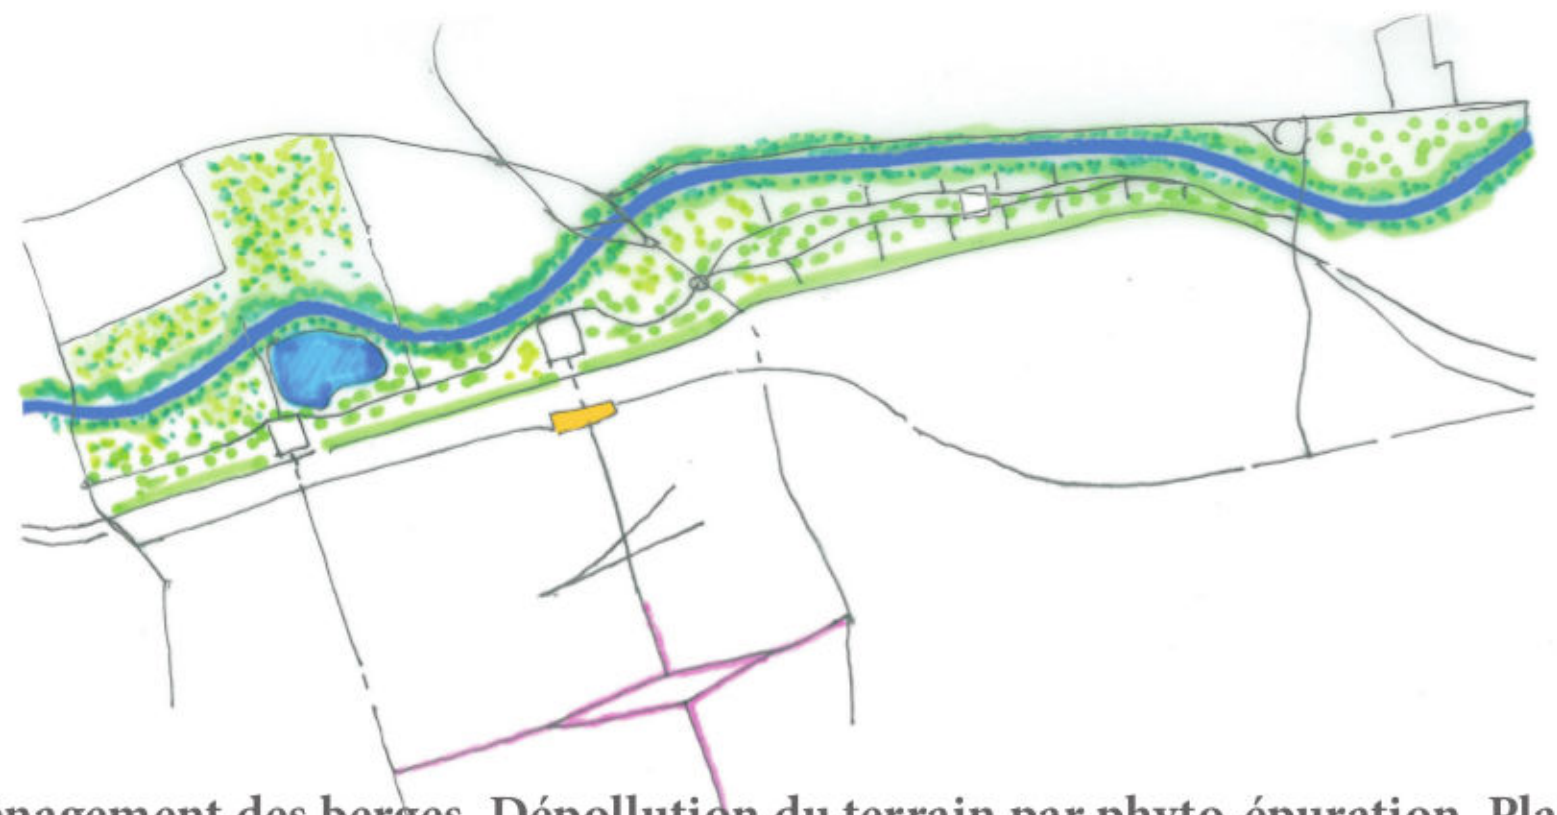 nagement des berges. Dépollution du terrain par phyto-épuration. Pla